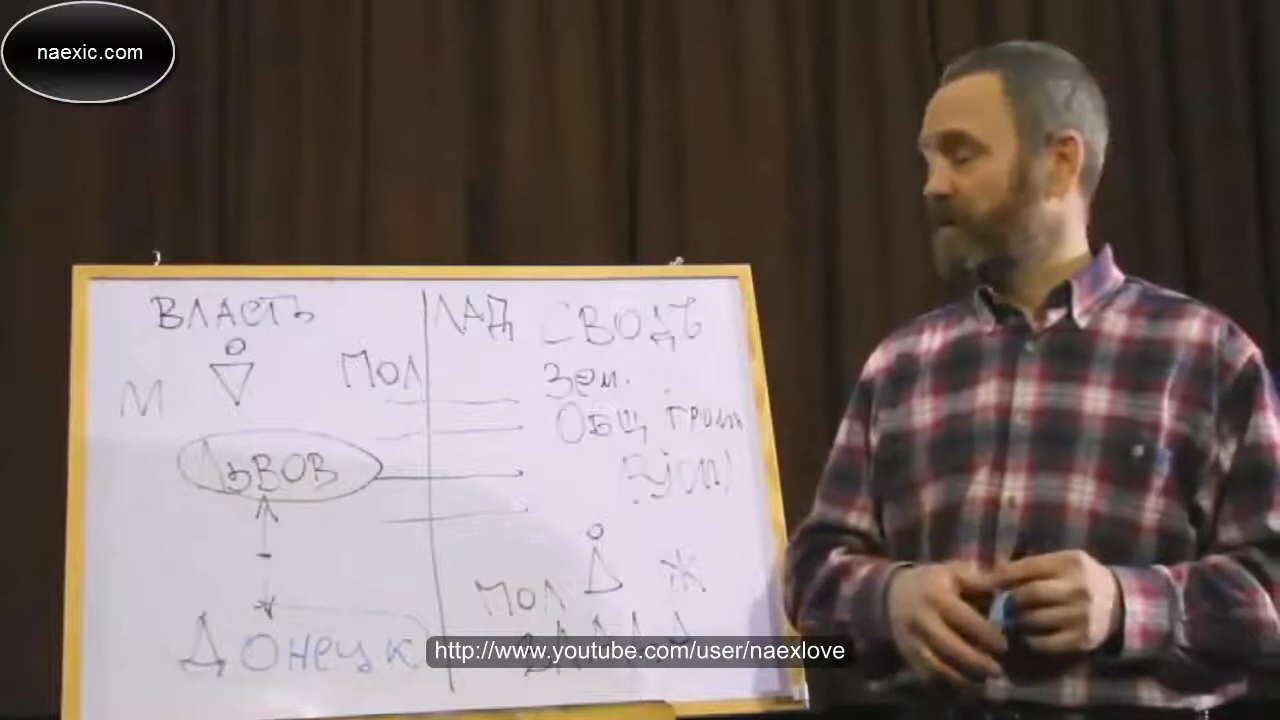 naexic.com
ВЛАСТЬ
ЛАД
СВОДЪ
МОЛ
Зем.
М
ОБЩ
ЛЬВОВ
МОЛ
Ж
ДОНецк
http://www.youtube.com/user/naexlove